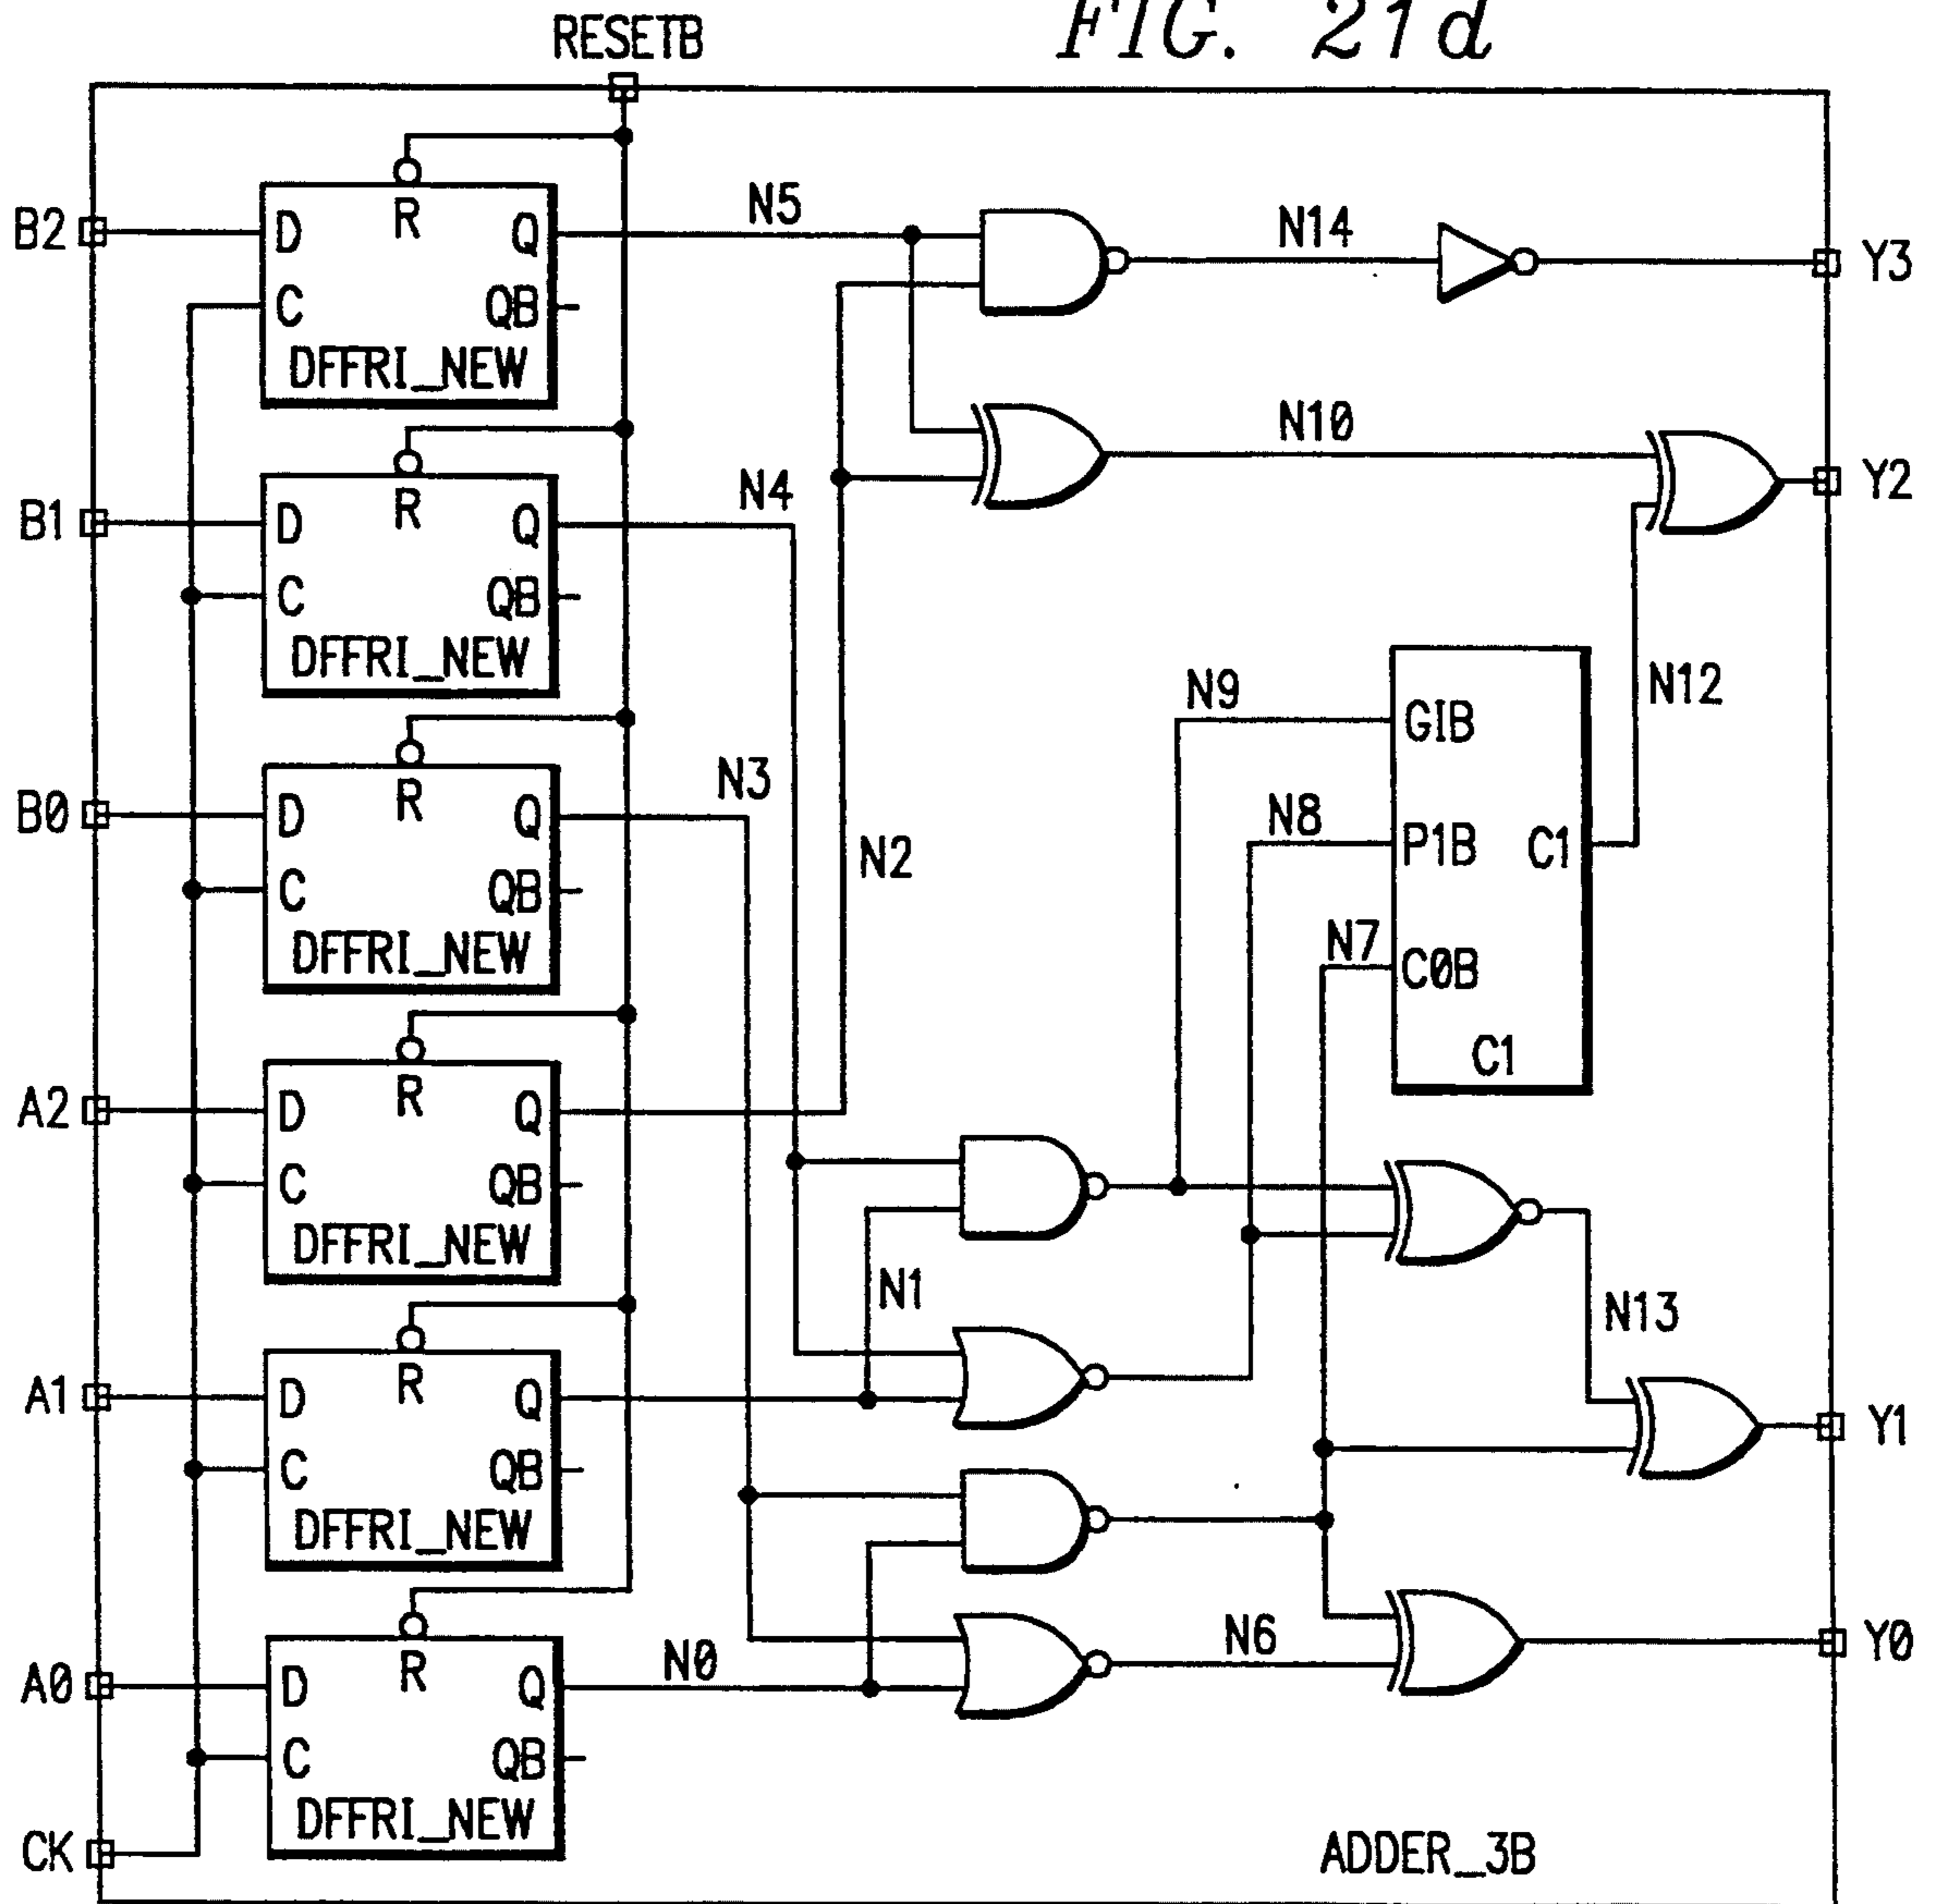 FIG. 21d
RESETB
B2
D
R
Q
C
QB
DFFRI_NEW
N5
N14
Y3
N10
Y2
B1
D
R
Q
C
QB
DFFRI_NEW
N4
N12
B0
D
R
Q
C
QB
DFFRI_NEW
N3
N2
N9
GIB
N8
P1B
C1
N7
C0B
C1
A2
D
R
Q
C
QB
DFFRI_NEW
N1
N13
A1
D
R
Q
C
QB
DFFRI_NEW
Y1
A0
D
R
Q
C
QB
DFFRI_NEW
N0
N6
Y0
CK
ADDER_3B